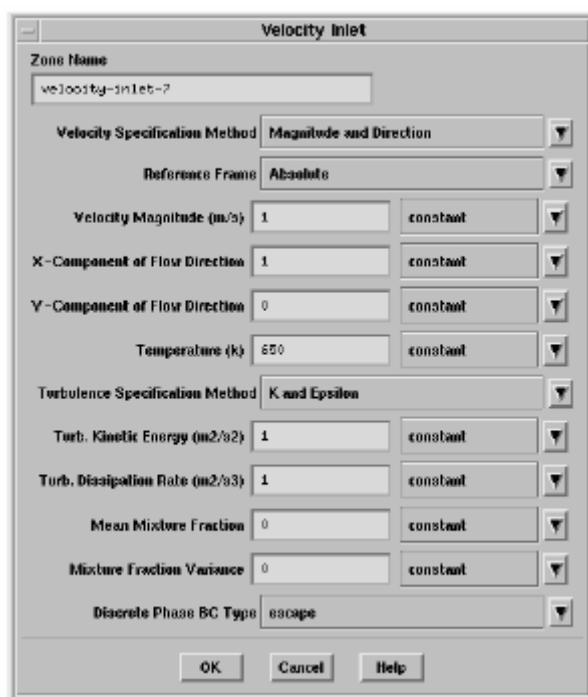 Velocity Inlet
Zone Name
velocity-inlet-7
Velocity Specification Method Magnitude and Direction
Reference Frame Absolute
Velocity Magnitude (m/s) 1 constant
X-Component of Flow Direction 1 constant
Y-Component of Flow Direction 0 constant
Temperature (k) 650 constant
Turbulence Specification Method K and Epsilon
Turb. Kinetic Energy (m2/s2) 1 constant
Turb. Dissipation Rate (m2/s3) 1 constant
Mean Mixture Fraction 0 constant
Mixture Fraction Variance 0 constant
Discrete Phase BC Type escape
OK Cancel Help